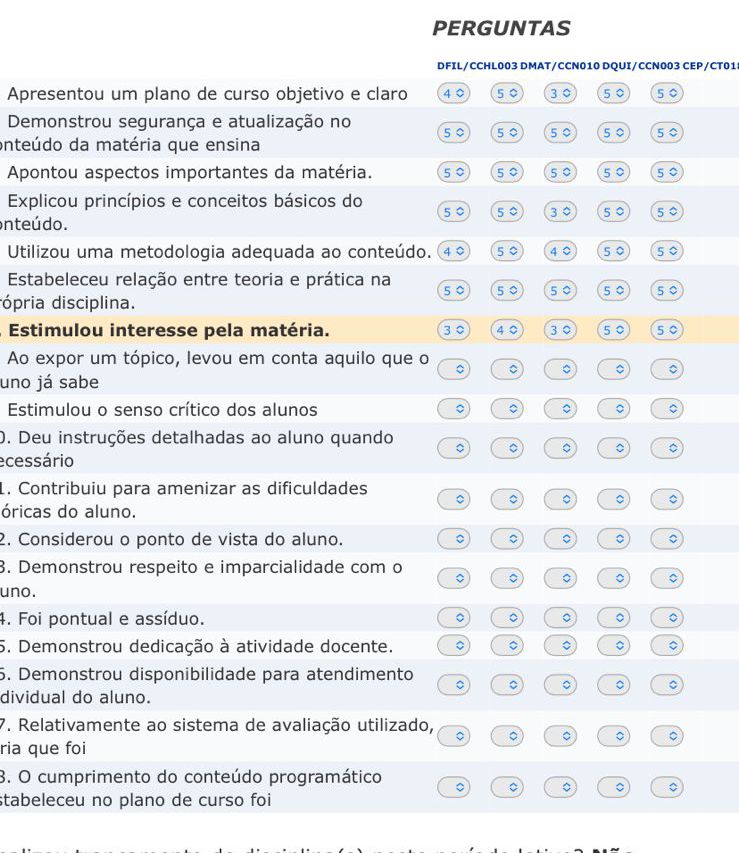 PERGUNTAS
DFIL/CCHL003 DMAT/CCN010 DQUI/CCN003 CEP/CT018
Apresentou um plano de curso objetivo e claro 4 5 3 5 5
Demonstrou segurança e atualização no
onteúdo da matéria que ensina 5 5 5 5 5
Apontou aspectos importantes da matéria. 5 5 5 5 5
Explicou princípios e conceitos básicos do
onteúdo. 5 5 3 5 5
Utilizou uma metodologia adequada ao conteúdo. 4 5 4 5 5
Estabeleceu relação entre teoria e prática na
rópria disciplina. 5 5 5 5 5
. Estimulou interesse pela matéria. 3 4 3 5 5
Ao expor um tópico, levou em conta aquilo que o
uno já sabe
Estimulou o senso crítico dos alunos
0. Deu instruções detalhadas ao aluno quando
ecessário
1. Contribuiu para amenizar as dificuldades
óricas do aluno.
2. Considerou o ponto de vista do aluno.
3. Demonstrou respeito e imparcialidade com o
uno.
4. Foi pontual e assíduo.
5. Demonstrou dedicação à atividade docente.
6. Demonstrou disponibilidade para atendimento
dividual do aluno.
7. Relativamente ao sistema de avaliação utilizado,
ria que foi
8. O cumprimento do conteúdo programático
stabeleceu no plano de curso foi